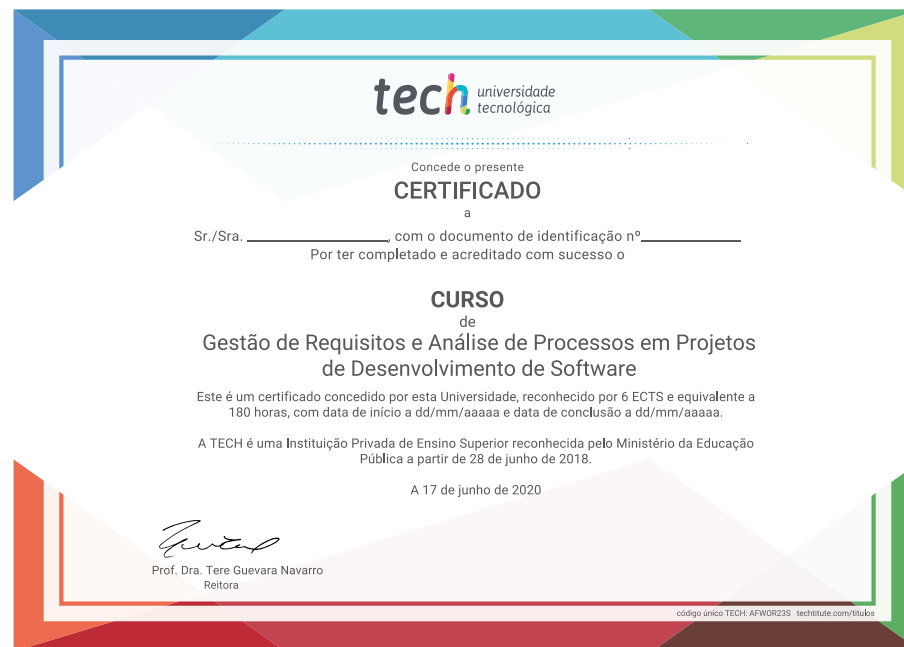 tech universidade
tecnológica
Concede o presente
CERTIFICADO
a
Sr./Sra. ________________, com o documento de identificação nº____________
Por ter completado e acreditado com sucesso o
CURSO
de
Gestão de Requisitos e Análise de Processos em Projetos
de Desenvolvimento de Software
Este é um certificado concedido por esta Universidade, reconhecido por 6 ECTS e equivalente a
180 horas, com data de início a dd/mm/aaaaa e data de conclusão a dd/mm/aaaaa.
A TECH é uma Instituição Privada de Ensino Superior reconhecida pelo Ministério da Educação
Pública a partir de 28 de junho de 2018.
A 17 de junho de 2020
Prof. Dra. Tere Guevara Navarro
Reitora
código único TECH: AFWOR23S techtitute.com/titulos